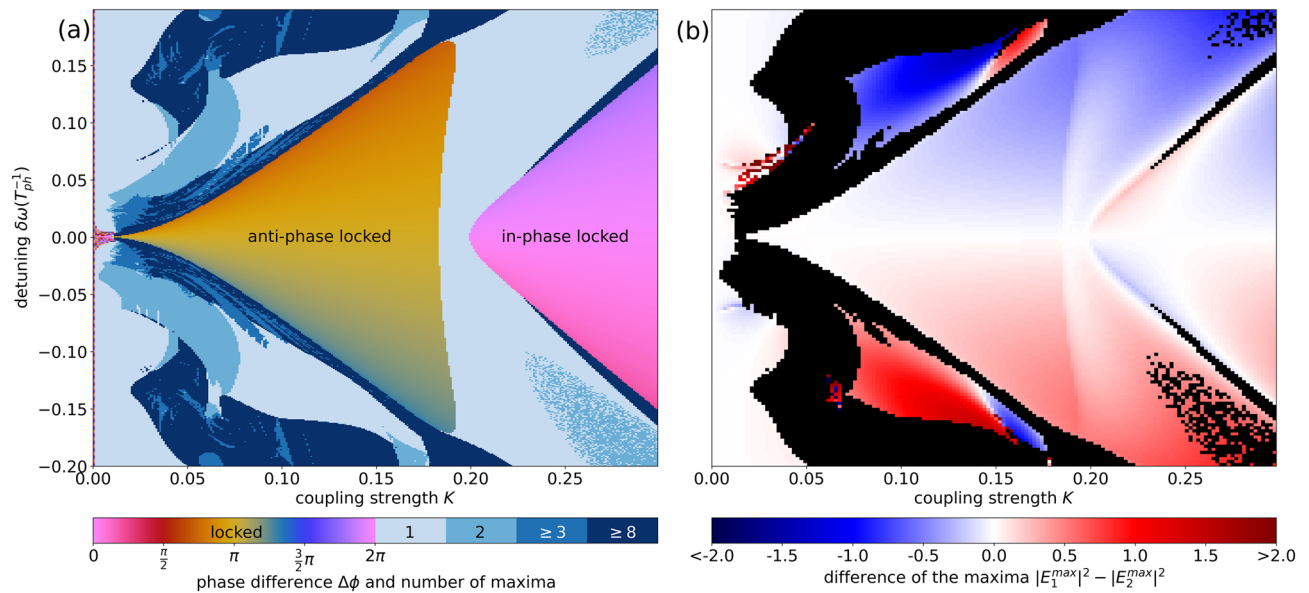 (a)
(b)
detuning δω(T_ph^-1)
0.15
0.10
0.05
0.00
−0.05
−0.10
−0.15
−0.20
anti-phase locked
in-phase locked
0.00 0.05 0.10 0.15 0.20 0.25
coupling strength K
0.00 0.05 0.10 0.15 0.20 0.25
coupling strength K
locked 1 2 ≥3 ≥8
0 π/2 π 3/2π 2π
phase difference Δϕ and number of maxima
<-2.0 -1.5 -1.0 -0.5 0.0 0.5 1.0 1.5 >2.0
difference of the maxima |E_1^max|^2 − |E_2^max|^2